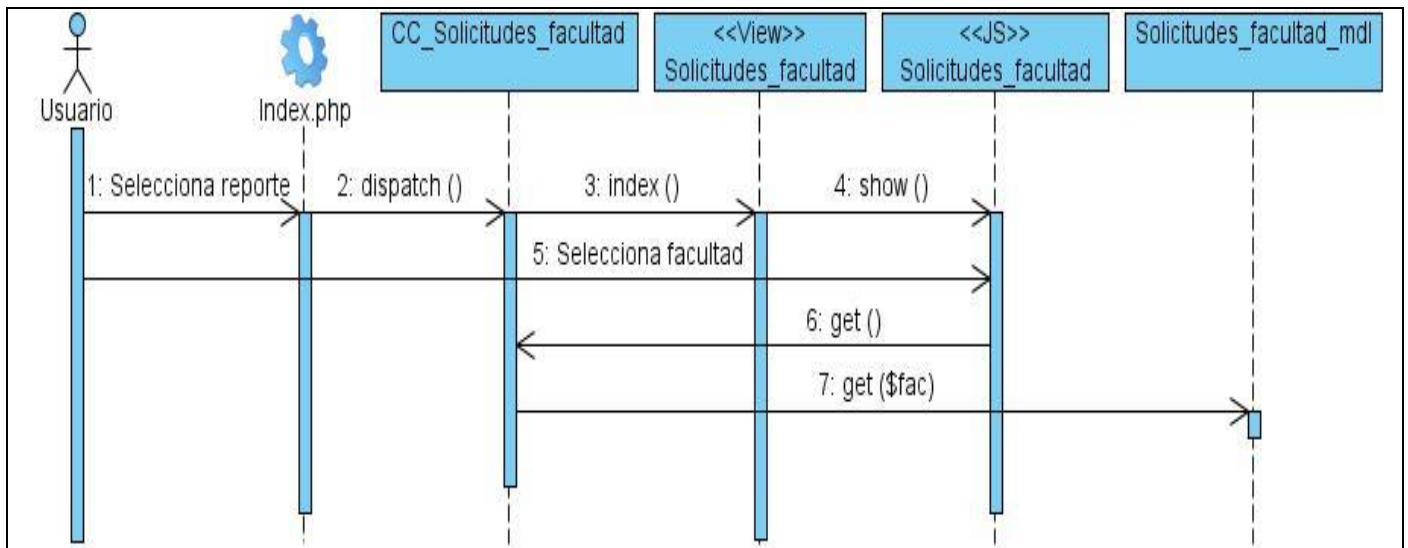 CC_Solicitudes_facultad
<<View>>
Solicitudes_facultad
<<JS>>
Solicitudes_facultad
Solicitudes_facultad_mdl
Usuario
Index.php
1: Selecciona reporte
2: dispatch ()
3: index ()
4: show ()
5: Selecciona facultad
6: get ()
7: get ($fac)